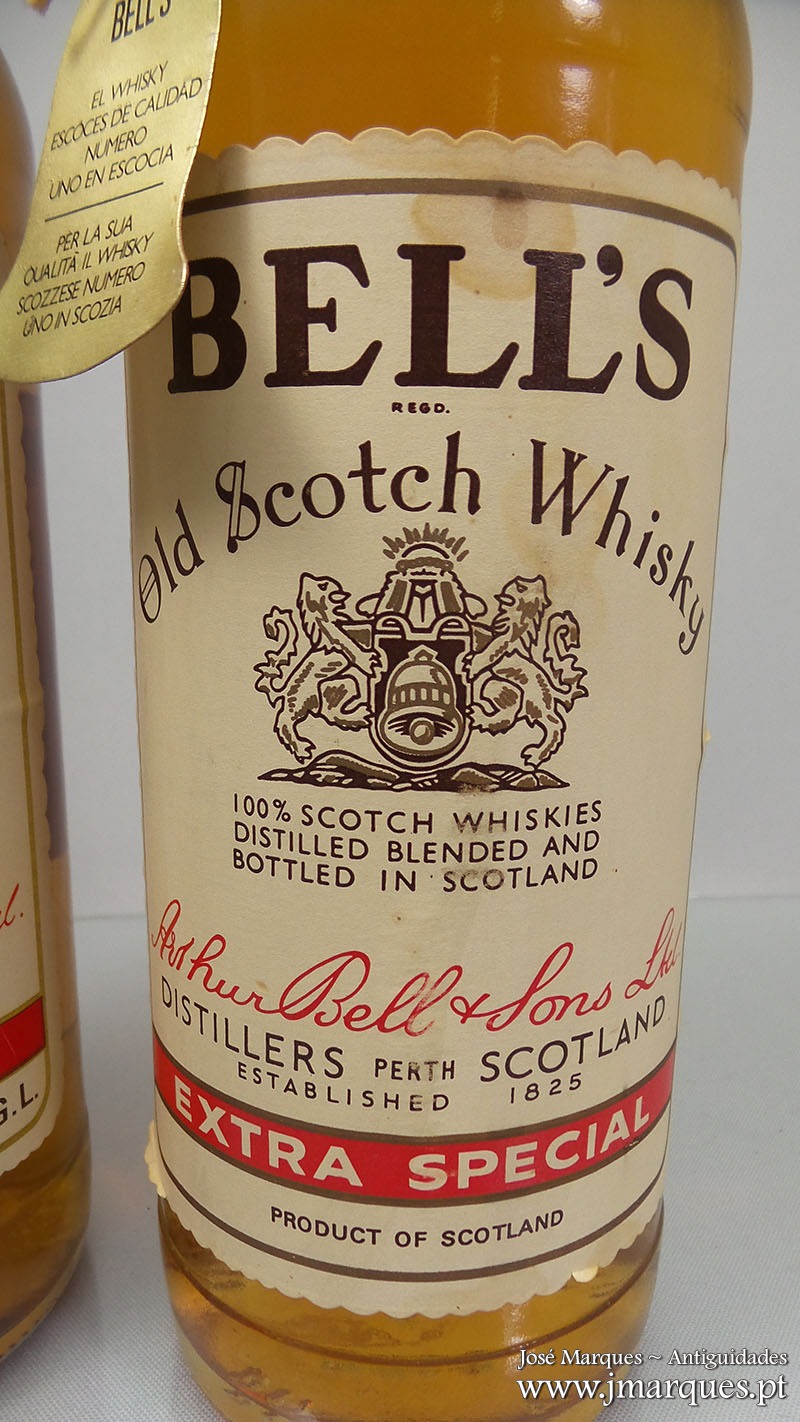 BELL'S
EL WHISKY
ESCOCES DE CALIDAD
NUMERO
UNO EN ESCOCIA
PER LA SUA
QUALITÀ IL WHISKY
SCOZZESE NUMERO
UNO IN SCOZIA
BELL'S
REGD.
Old Scotch Whisky
100% SCOTCH WHISKIES
DISTILLED BLENDED AND
BOTTLED IN SCOTLAND
Arthur Bell & Sons Ltd.
DISTILLERS PERTH SCOTLAND
ESTABLISHED 1825
EXTRA SPECIAL
PRODUCT OF SCOTLAND
G.L.
José Marques ~ Antiguidades
www.jmarques.pt